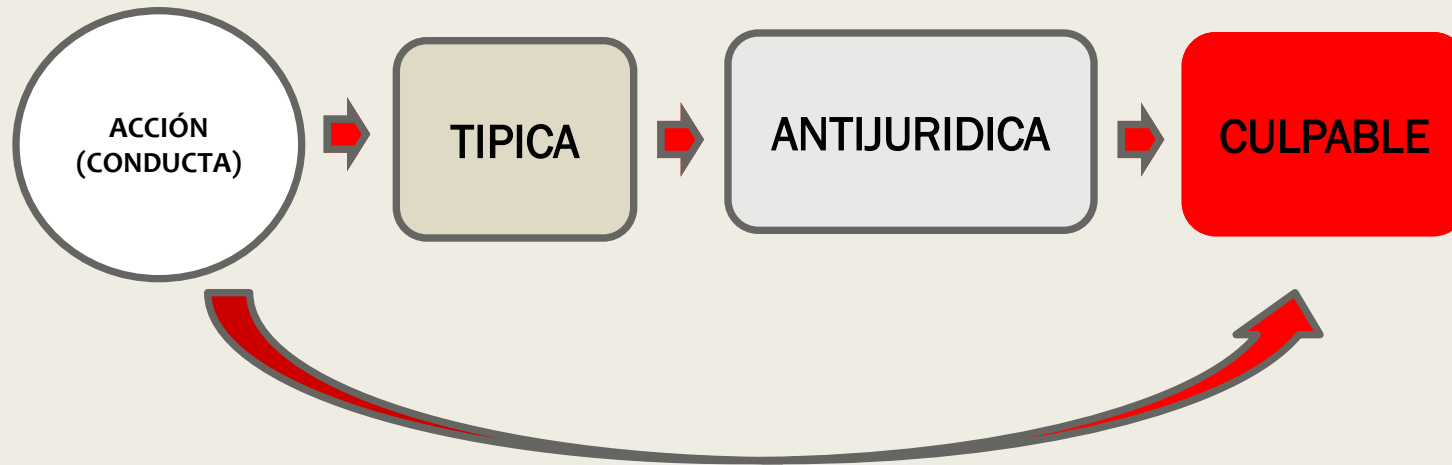 ACCIÓN
(CONDUCTA)
TIPICA
ANTIJURIDICA
CULPABLE